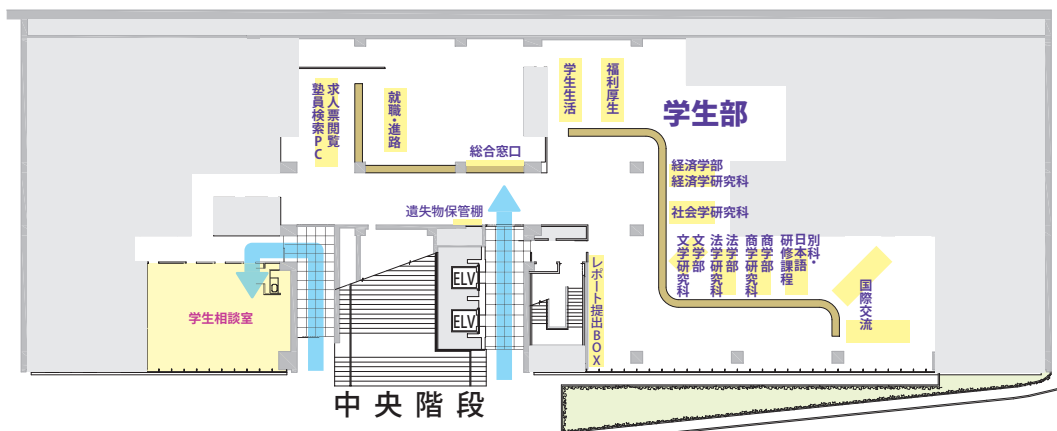 求人票閲覧
塾員検索PC
就職・進路
総合窓口
遺失物保管棚
学生生活
福利厚生
学生部
経済学部
経済学研究科
社会学研究科
文学部
文学研究科
法学部
法学研究科
商学部
商学研究科
別科・
日本語
研修課程
国際交流
レポート提出BOX
ELV
ELV
学生相談室
中央階段